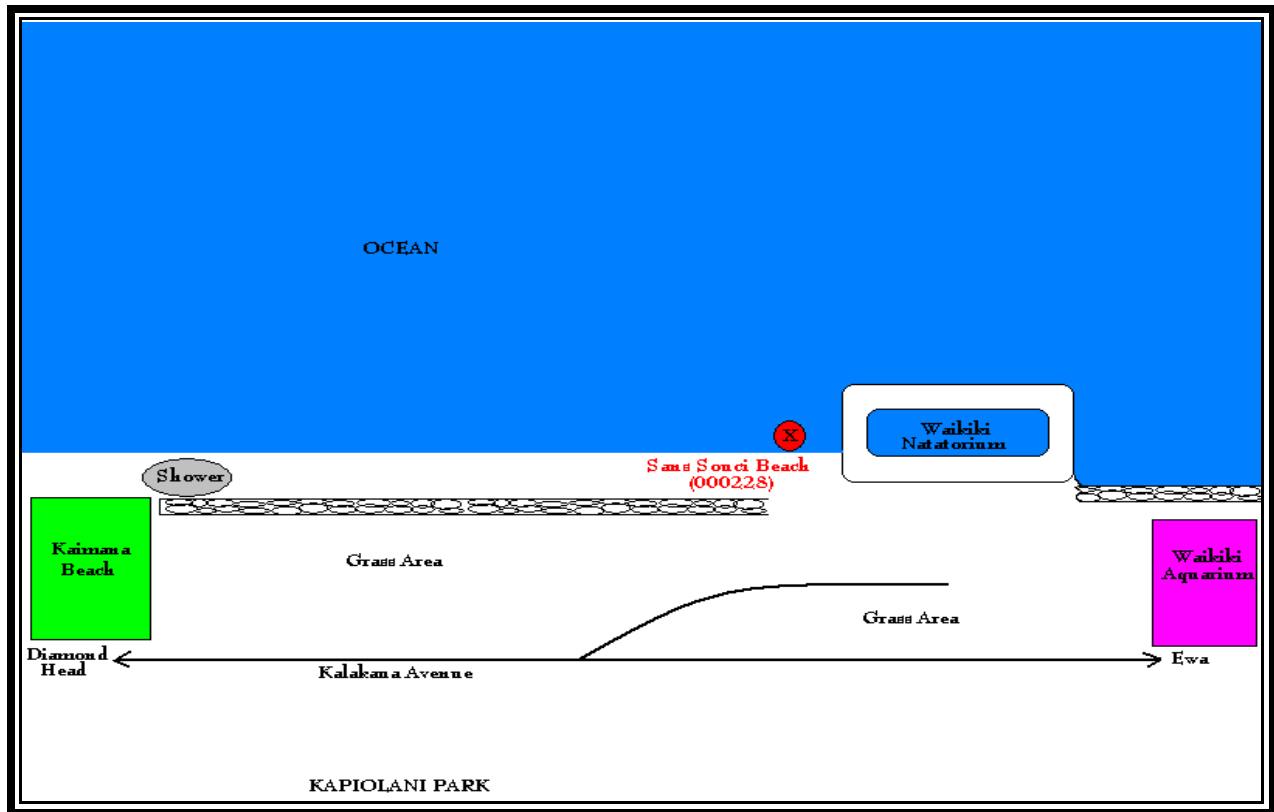 OCEAN
Waikiki
Natatorium
X
Sans Souci Beach
(000228)
Shower
Kaimana
Beach
Grass Area
Waikiki
Aquarium
Grass Area
Diamond
Head
Kalakana Avenue
Ewa
KAPIOLANI PARK